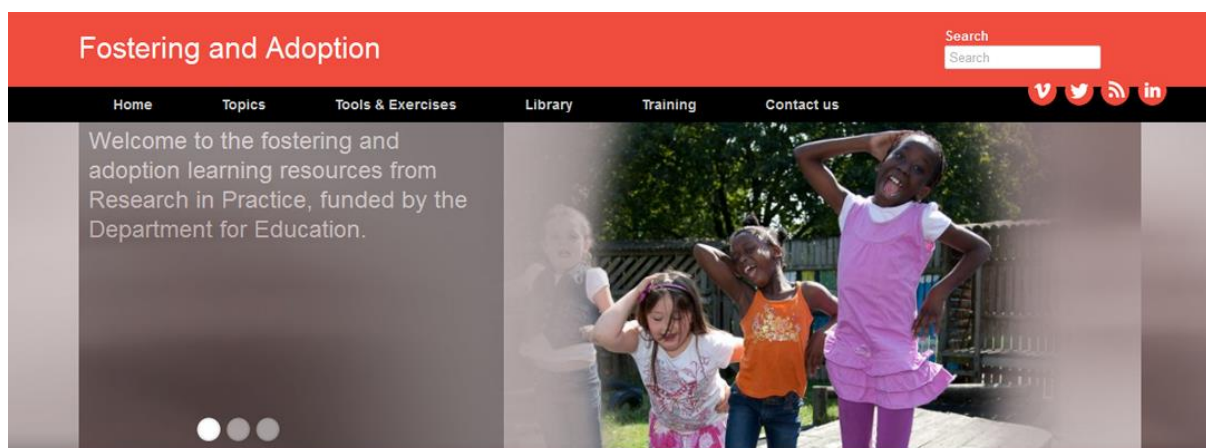 Fostering and Adoption
Search
Search
Home Topics Tools & Exercises Library Training Contact us
in
Welcome to the fostering and
adoption learning resources from
Research in Practice, funded by the
Department for Education.